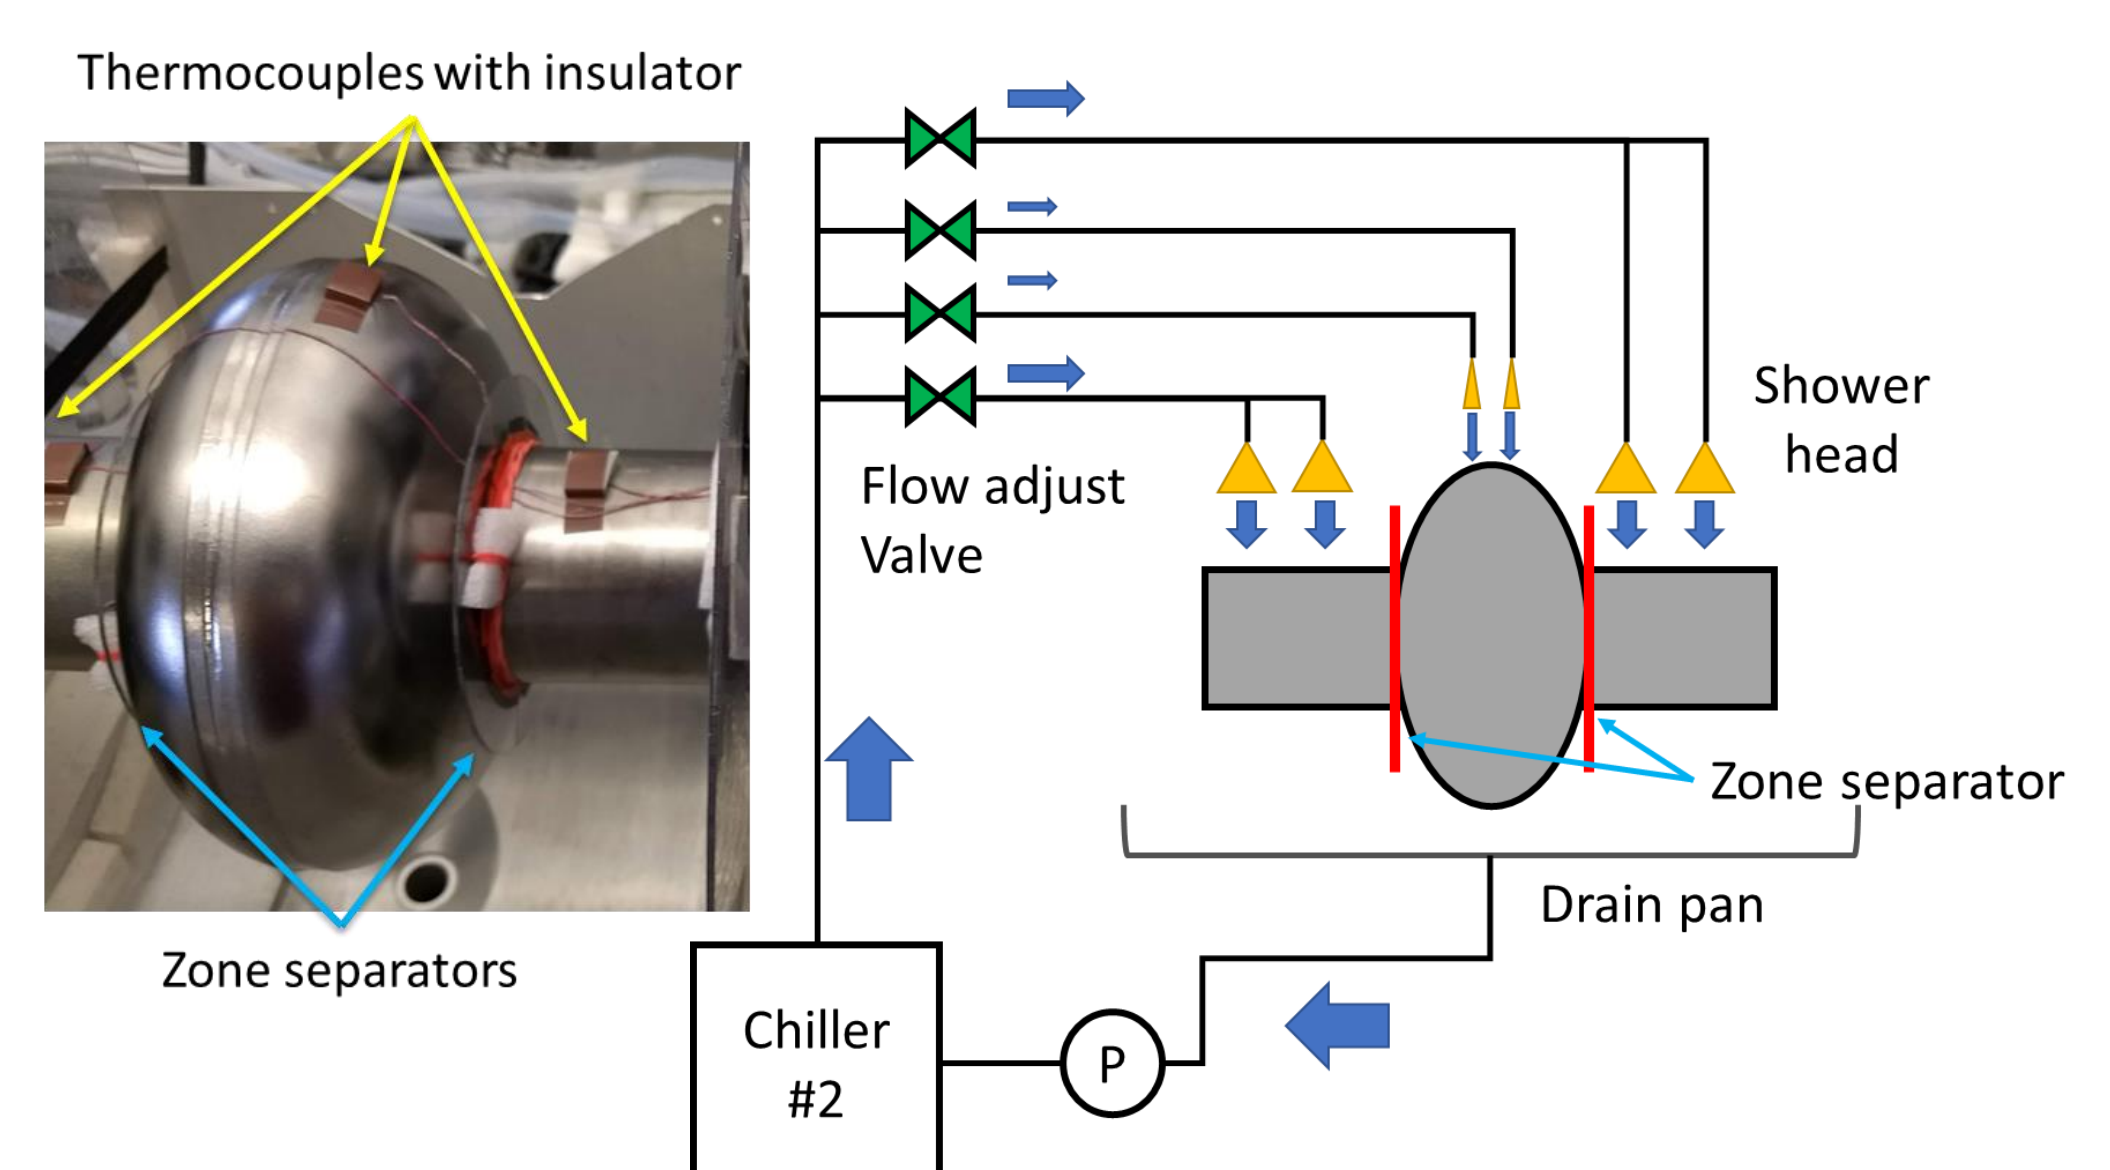 Thermocouples with insulator
Zone separators
Flow adjust
Valve
Shower
head
Zone separator
Drain pan
Chiller
#2
P